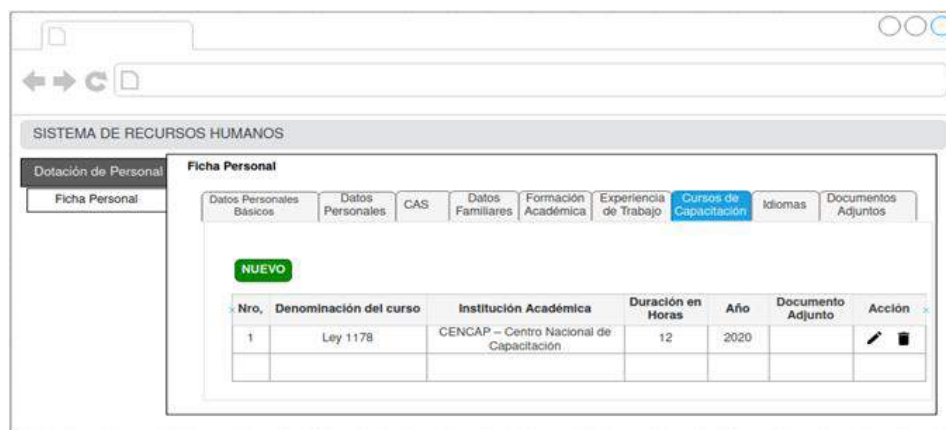 SISTEMA DE RECURSOS HUMANOS
Dotación de Personal
Ficha Personal
Ficha Personal
Datos Personales
Básicos
Datos
Personales
CAS
Datos
Familiares
Formación
Académica
Experiencia
de Trabajo
Cursos de
Capacitación
Idiomas
Documentos
Adjuntos
NUEVO
Nro, Denominación del curso Institución Académica Duración en Horas Año Documento Adjunto Acción
1 Ley 1178 CENCAP – Centro Nacional de Capacitación 12 2020